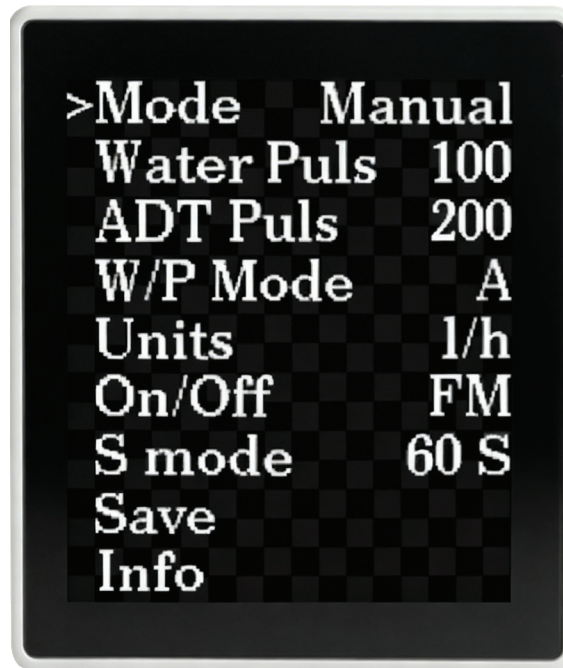 >Mode Manual
Water Puls 100
ADT Puls 200
W/P Mode A
Units l/h
On/Off FM
S mode 60 S
Save
Info